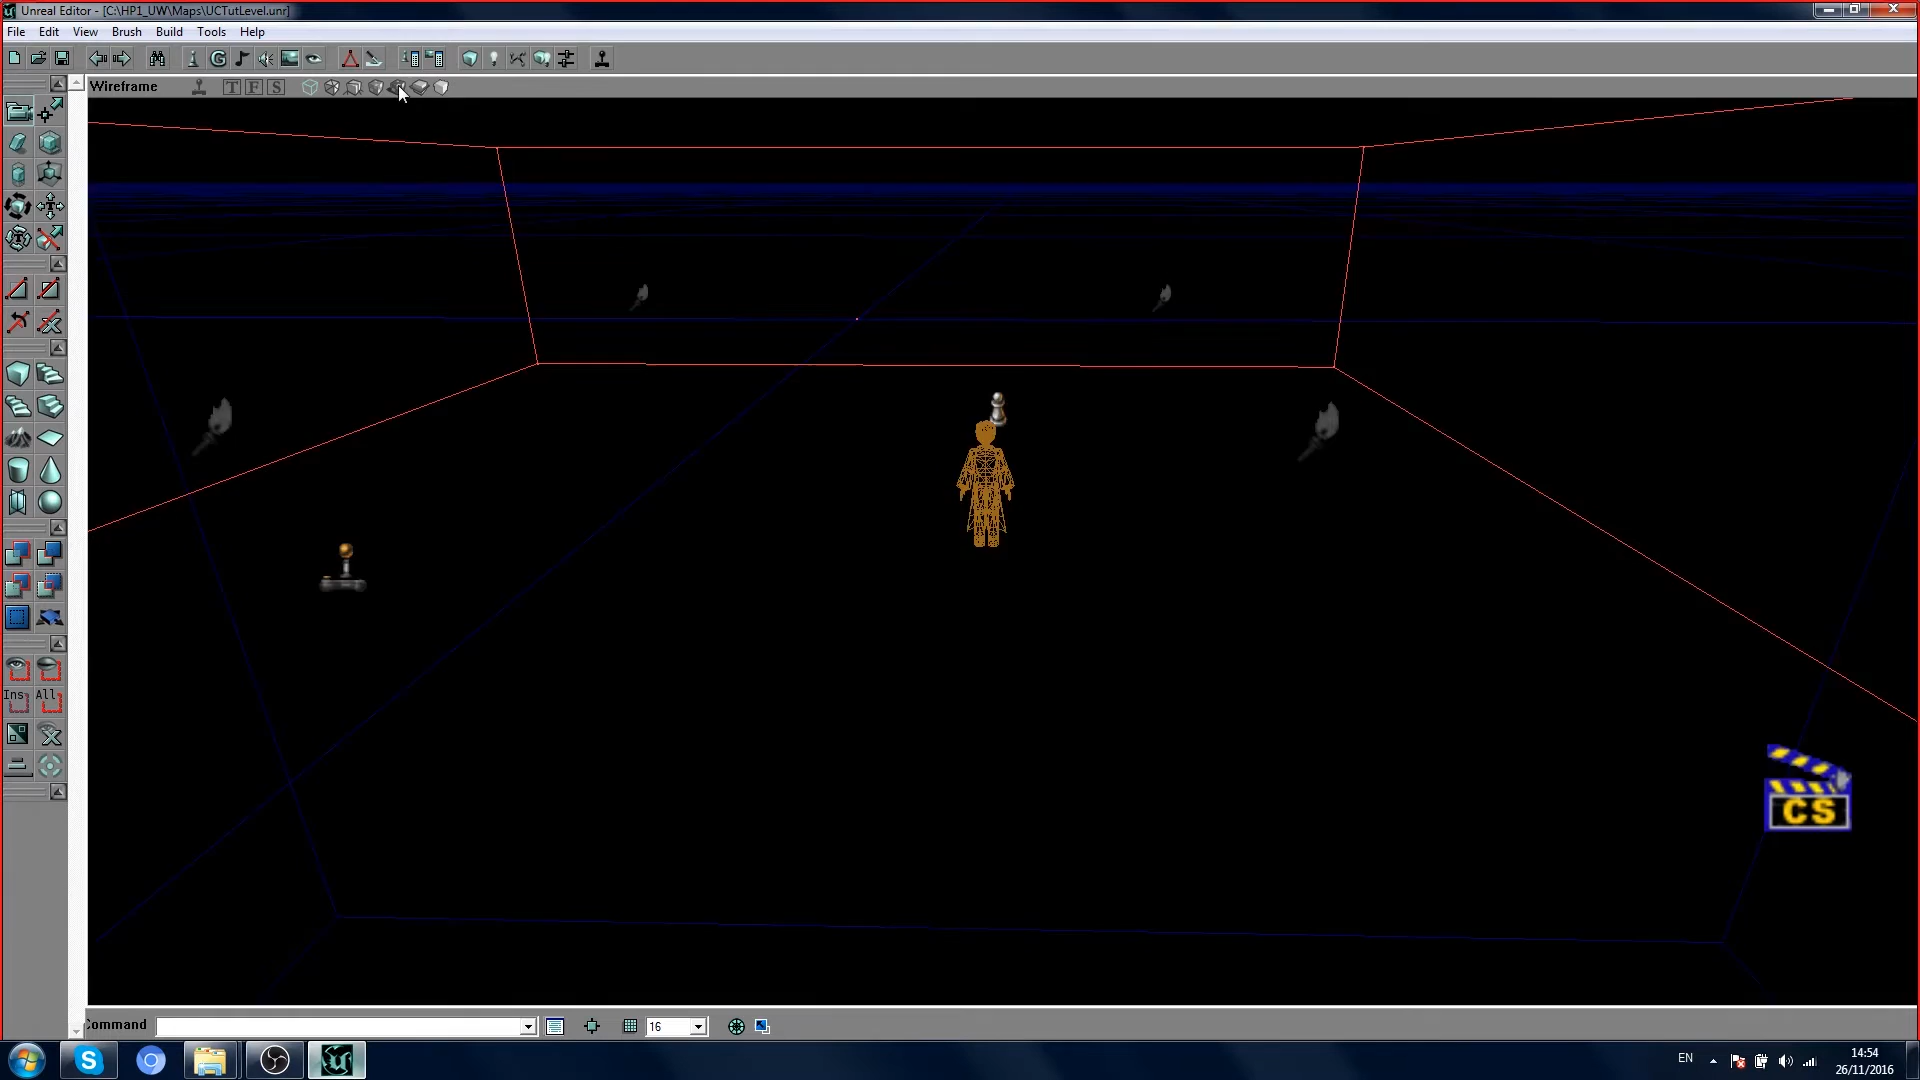 Unreal Editor - [C:\HP1_UW\Maps\UCTutLevel.unr]
File Edit View Brush Build Tools Help
Wireframe T F S
CS
Ins All
Command 16
EN
14:54
26/11/2016